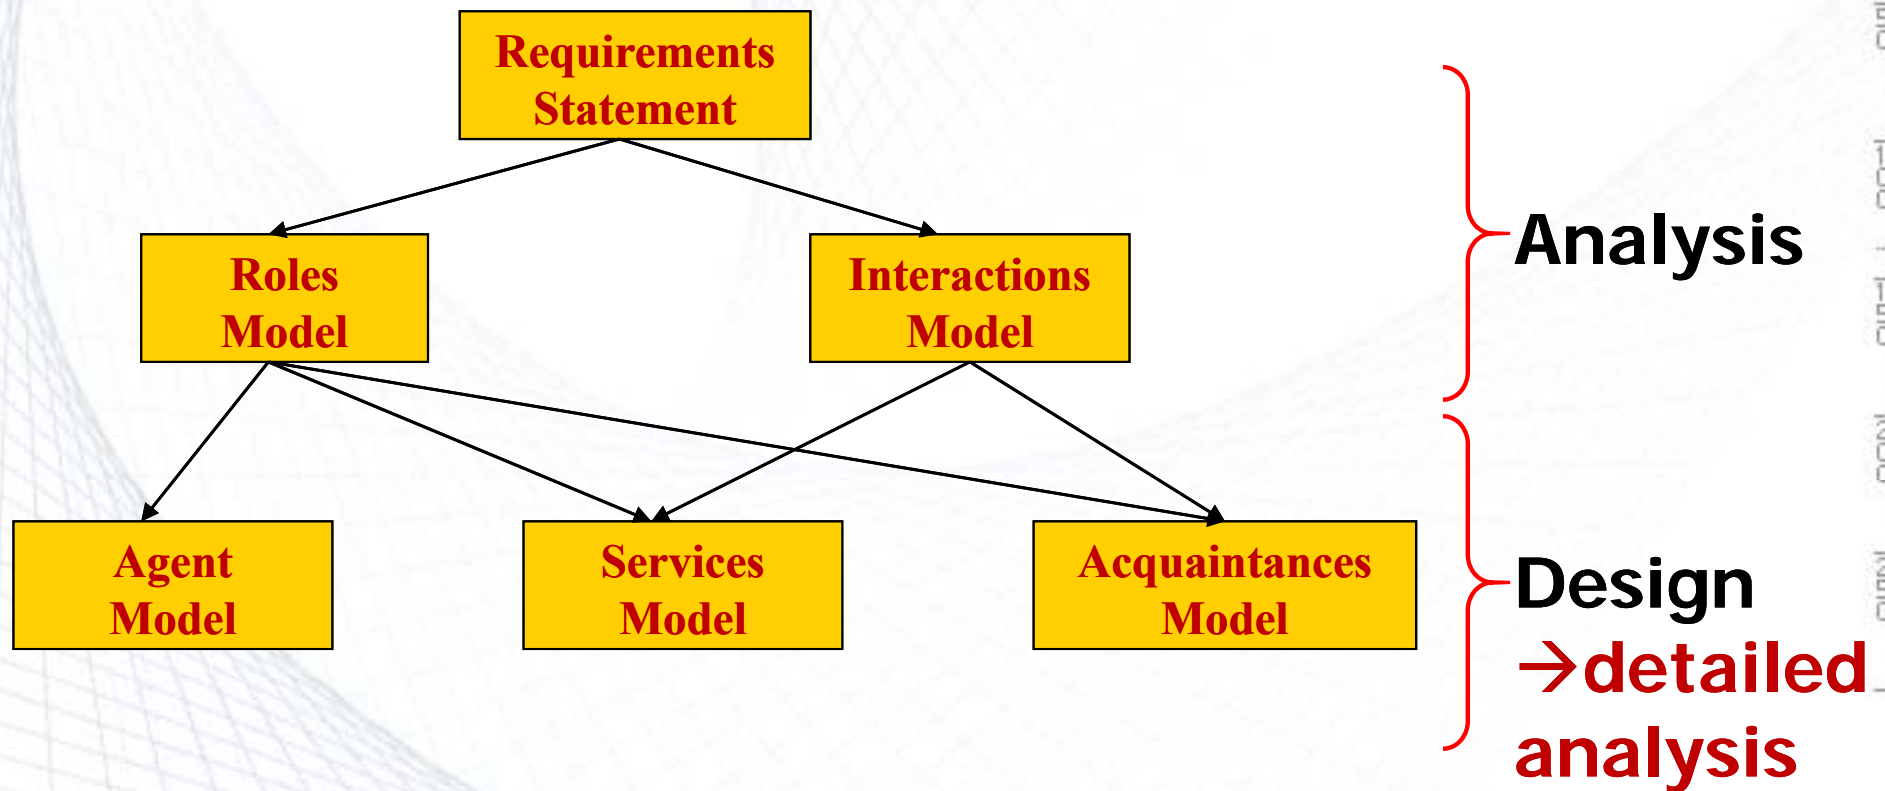 Requirements
Statement
Roles
Model
Interactions
Model
Analysis
Agent
Model
Services
Model
Acquaintances
Model
Design
→detailed
analysis